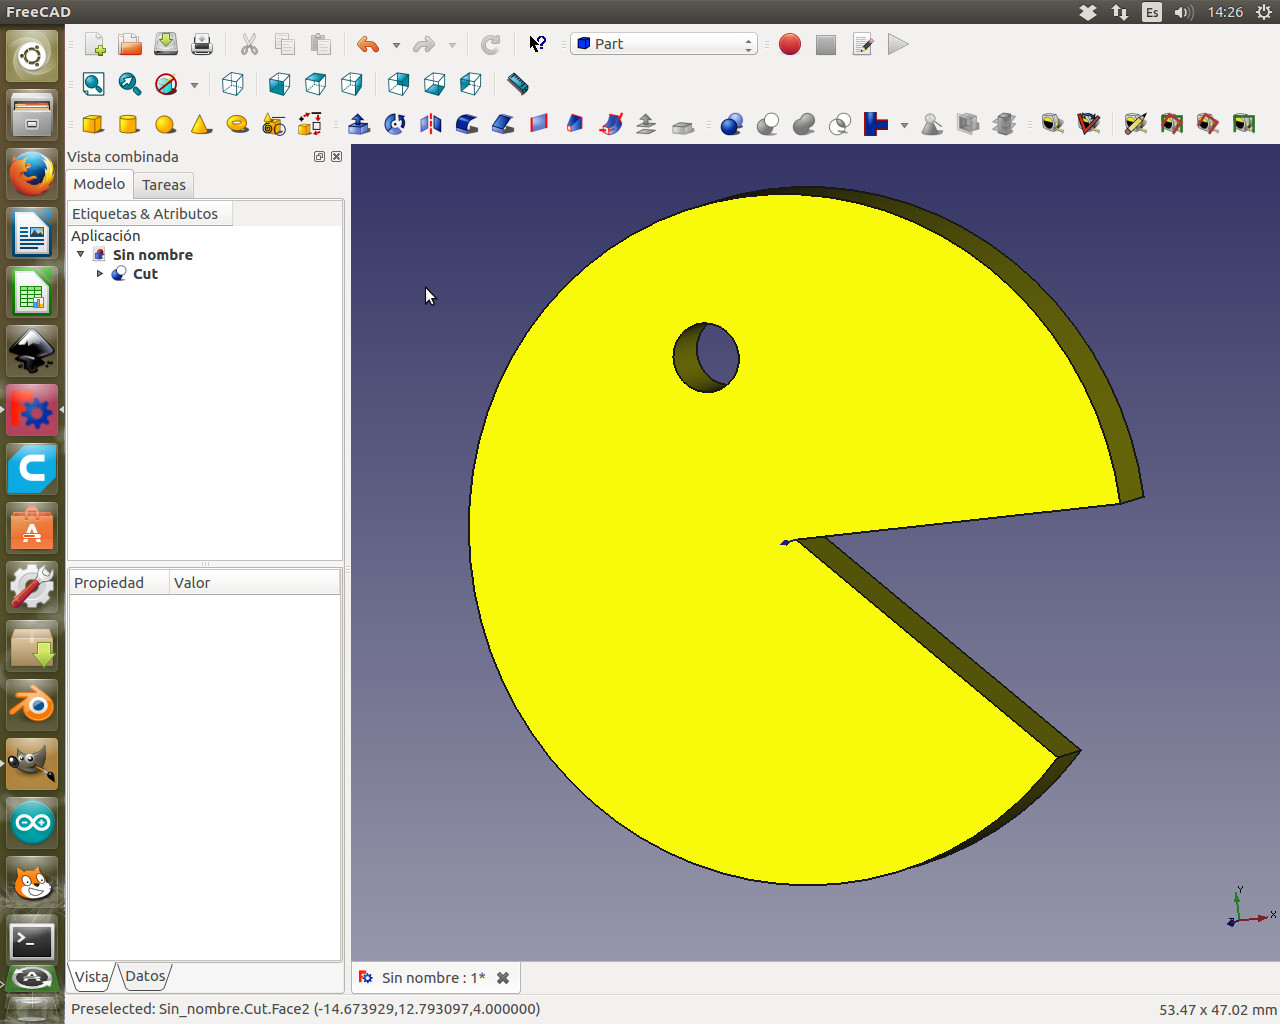 FreeCAD
Es
14:26
Part
Vista combinada
Modelo
Tareas
Etiquetas & Atributos
Aplicación
Sin nombre
Cut
Propiedad
Valor
Y
X
Z
Vista
Datos
Sin nombre : 1*
Preselected: Sin_nombre.Cut.Face2 (-14.673929,12.793097,4.000000)
53.47 x 47.02 mm